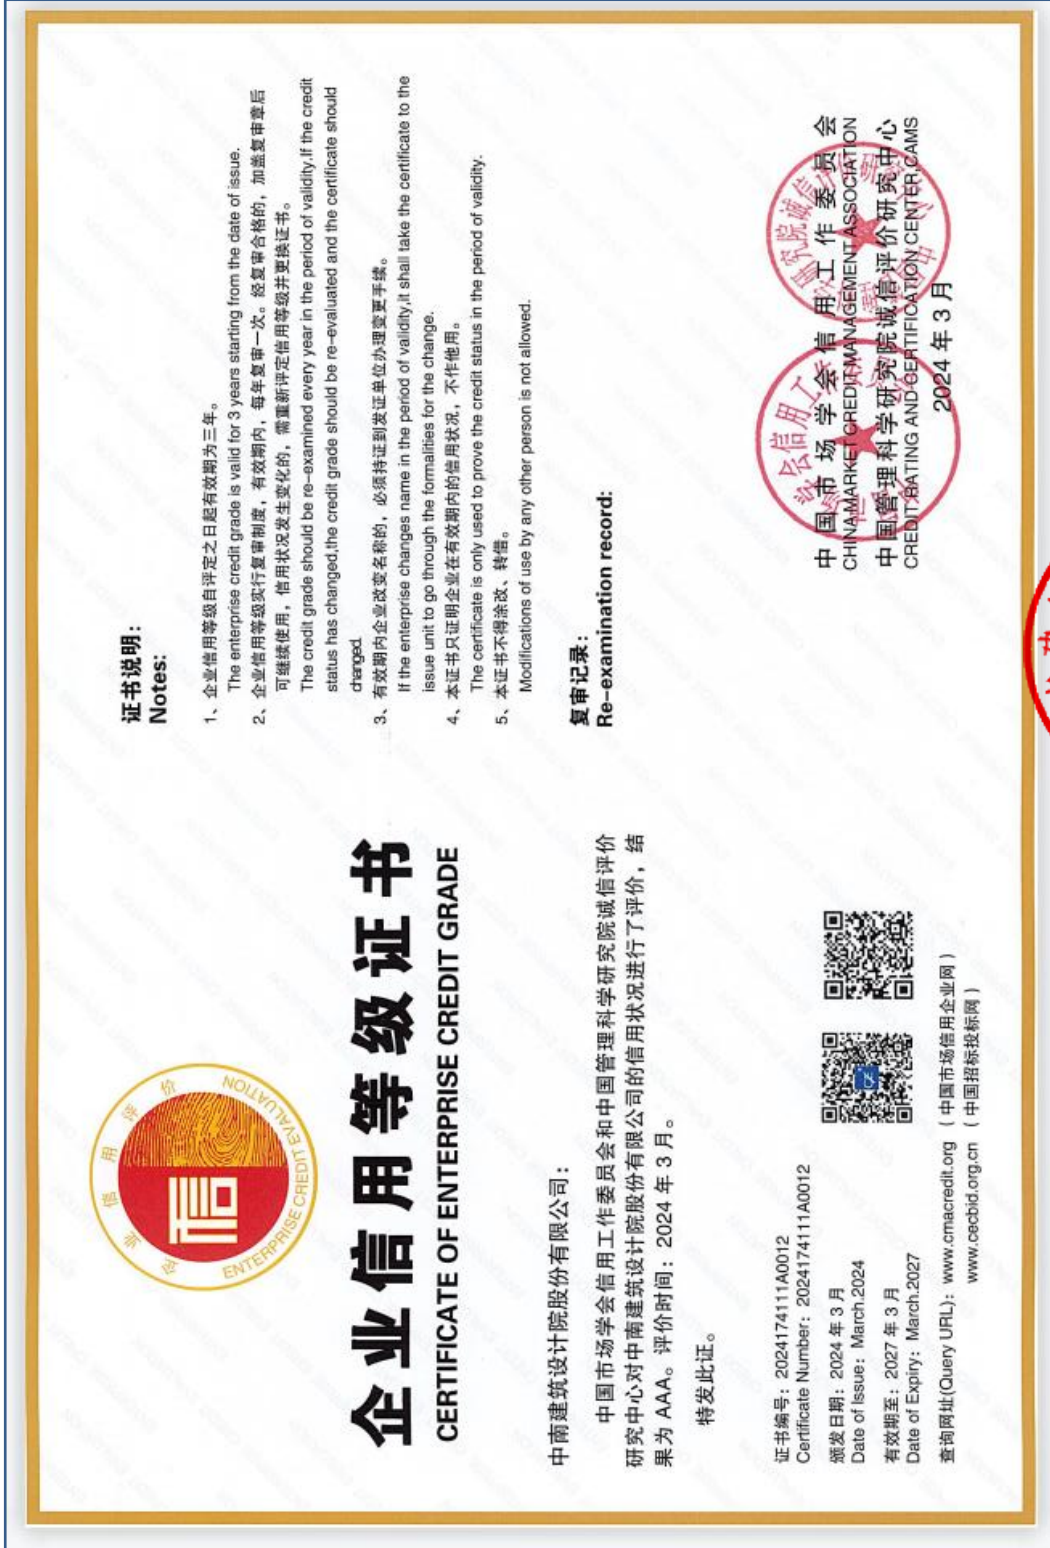 企业信用评价
ENTERPRISE CREDIT EVALUATION
信
企业信用等级证书
CERTIFICATE OF ENTERPRISE CREDIT GRADE
中南建筑设计院股份有限公司：
中国市场学会信用工作委员会和中国管理科学研究院诚信评价
研究中心对中南建筑设计院股份有限公司的信用状况进行了评价，结
果为 AAA。评价时间：2024 年 3 月。
特发此证。
证书编号：2024174111A0012
Certificate Number：2024174111A0012
颁发日期：2024 年 3 月
Date of Issue：March.2024
有效期至：2027 年 3 月
Date of Expiry：March.2027
查询网址(Query URL)：www.cmacredit.org （中国市场信用企业网）
www.cecbid.org.cn （中国招标投标网）
证书说明：
Notes:
1、企业信用等级自评定之日起有效期为三年。
The enterprise credit grade is valid for 3 years starting from the date of issue.
2、企业信用等级实行复审制度，有效期内，每年复审一次。经复审合格的，加盖复审章后
可继续使用，信用状况发生变化的，需重新评定信用等级并更换证书。
The credit grade should be re-examined every year in the period of validity.If the credit
status has changed,the credit grade should be re-evaluated and the certificate should
changed.
3、有效期内企业改变名称的，必须持证到发证单位办理变更手续。
If the enterprise changes name in the period of validity,it shall take the certificate to the
issue unit to go through the formalities for the change.
4、本证书只证明企业在有效期内的信用状况，不作他用。
The certificate is only used to prove the credit status in the period of validity.
5、本证书不得涂改、转借。
Modifications of use by any other person is not allowed.
复审记录：
Re-examination record:
中国市场学会信用工作委员会
CHINA MARKET CREDIT MANAGEMENT ASSOCIATION
中国管理科学研究院诚信评价研究中心
CREDIT RATING AND CERTIFICATION CENTER,CAMS
2024 年 3 月